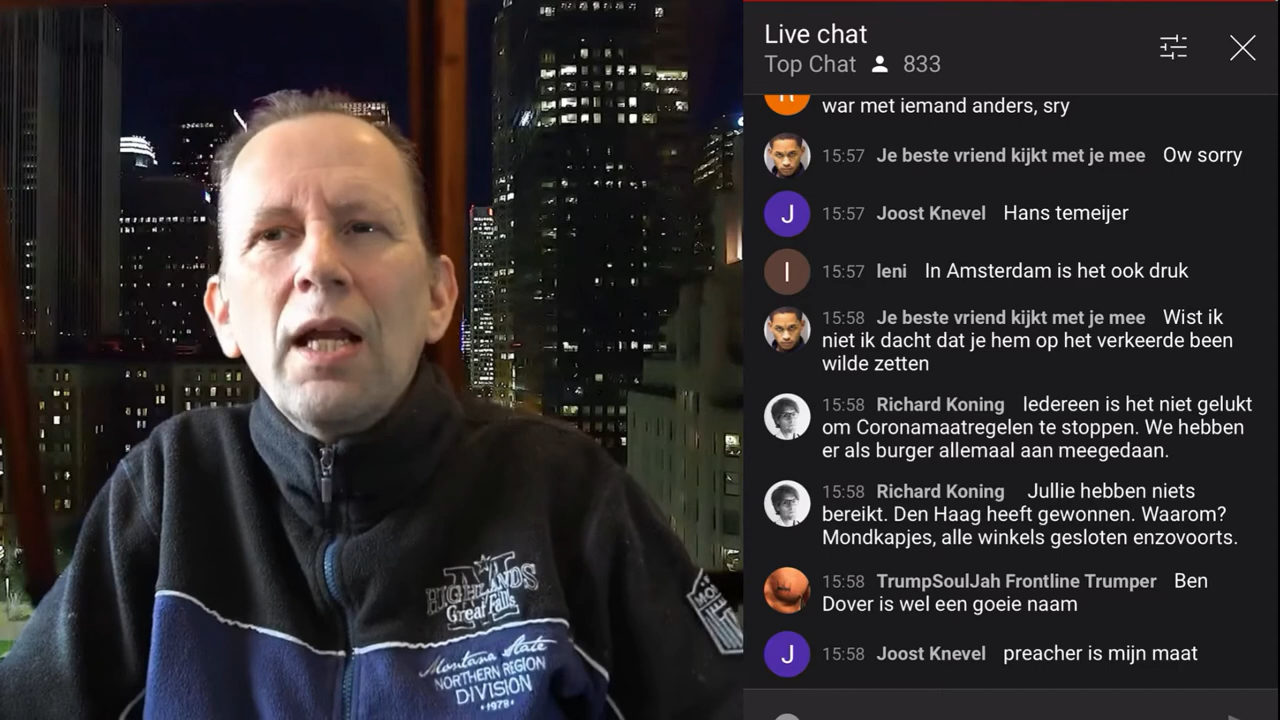 HIGHLANDS
Great Falls
Montana State
NORTHERN REGION
DIVISION
•1978•
Live chat
Top Chat 833
war met iemand anders, sry
15:57 Je beste vriend kijkt met je mee Ow sorry
J 15:57 Joost Knevel Hans temeijer
l 15:57 leni In Amsterdam is het ook druk
15:58 Je beste vriend kijkt met je mee Wist ik
niet ik dacht dat je hem op het verkeerde been
wilde zetten
15:58 Richard Koning Iedereen is het niet gelukt
om Coronamaatregelen te stoppen. We hebben
er als burger allemaal aan meegedaan.
15:58 Richard Koning Jullie hebben niets
bereikt. Den Haag heeft gewonnen. Waarom?
Mondkapjes, alle winkels gesloten enzovoorts.
15:58 TrumpSoulJah Frontline Trumper Ben
Dover is wel een goeie naam
J 15:58 Joost Knevel preacher is mijn maat